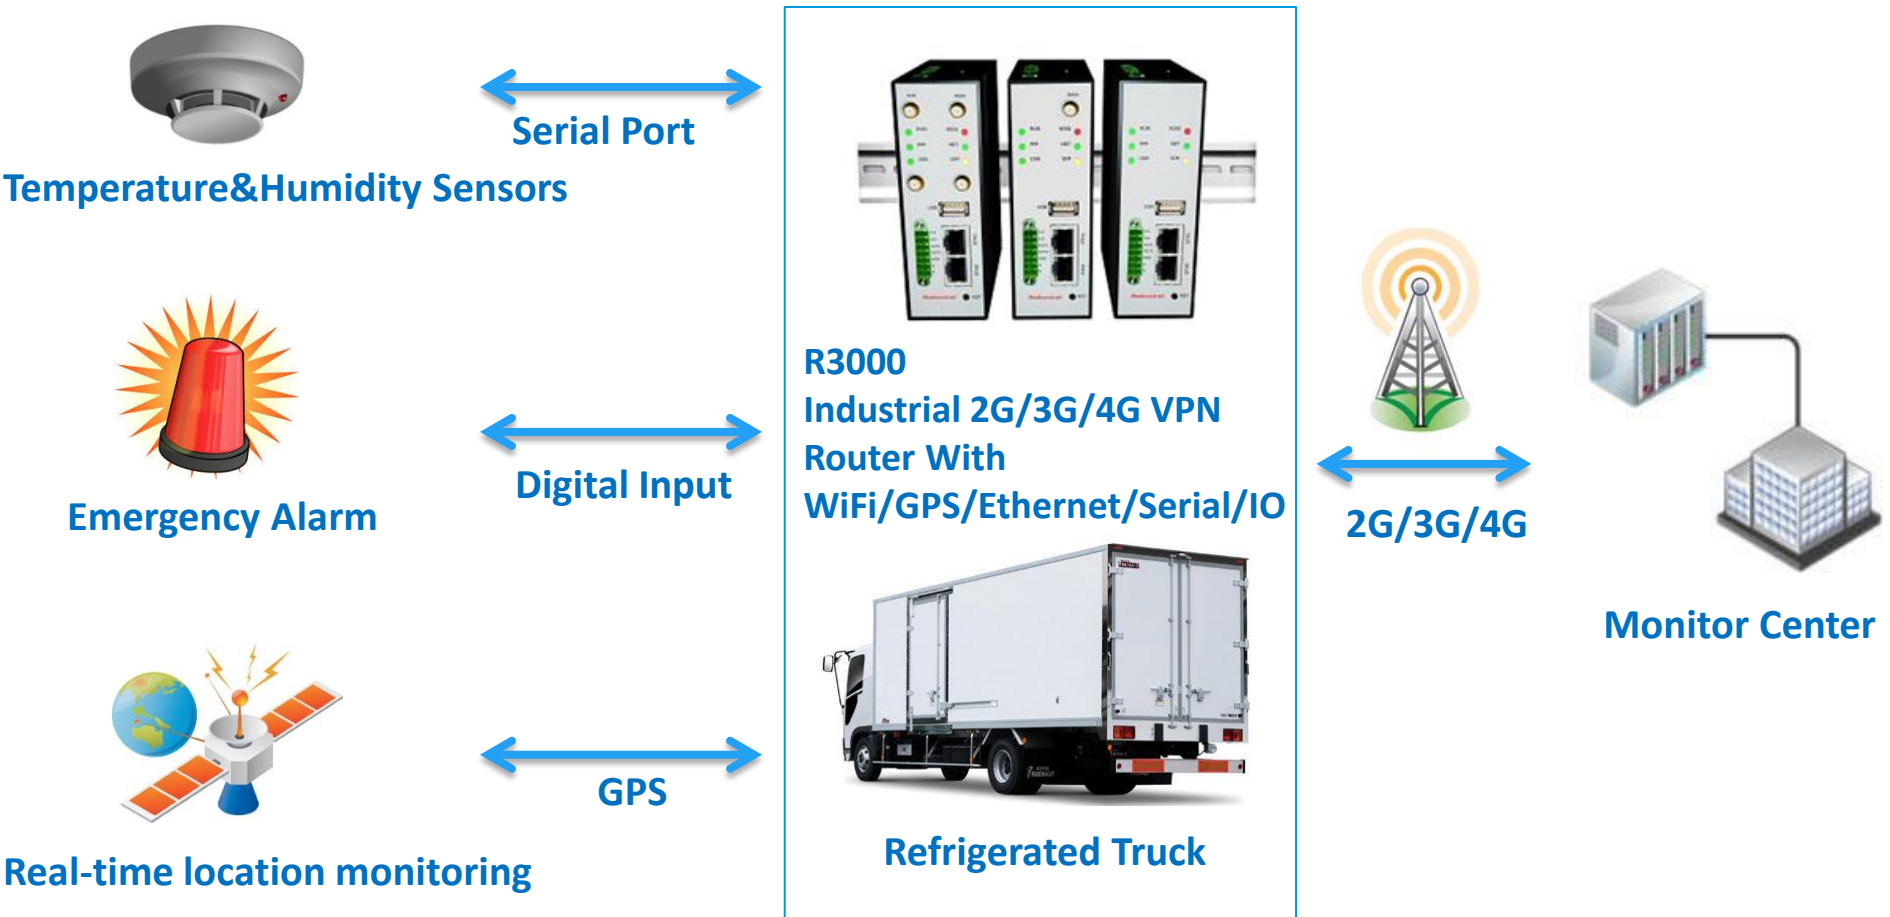 Serial Port
Temperature&Humidity Sensors
R3000
Industrial 2G/3G/4G VPN
Router With
WiFi/GPS/Ethernet/Serial/IO
Digital Input
Emergency Alarm
2G/3G/4G
Monitor Center
GPS
Real-time location monitoring
Refrigerated Truck